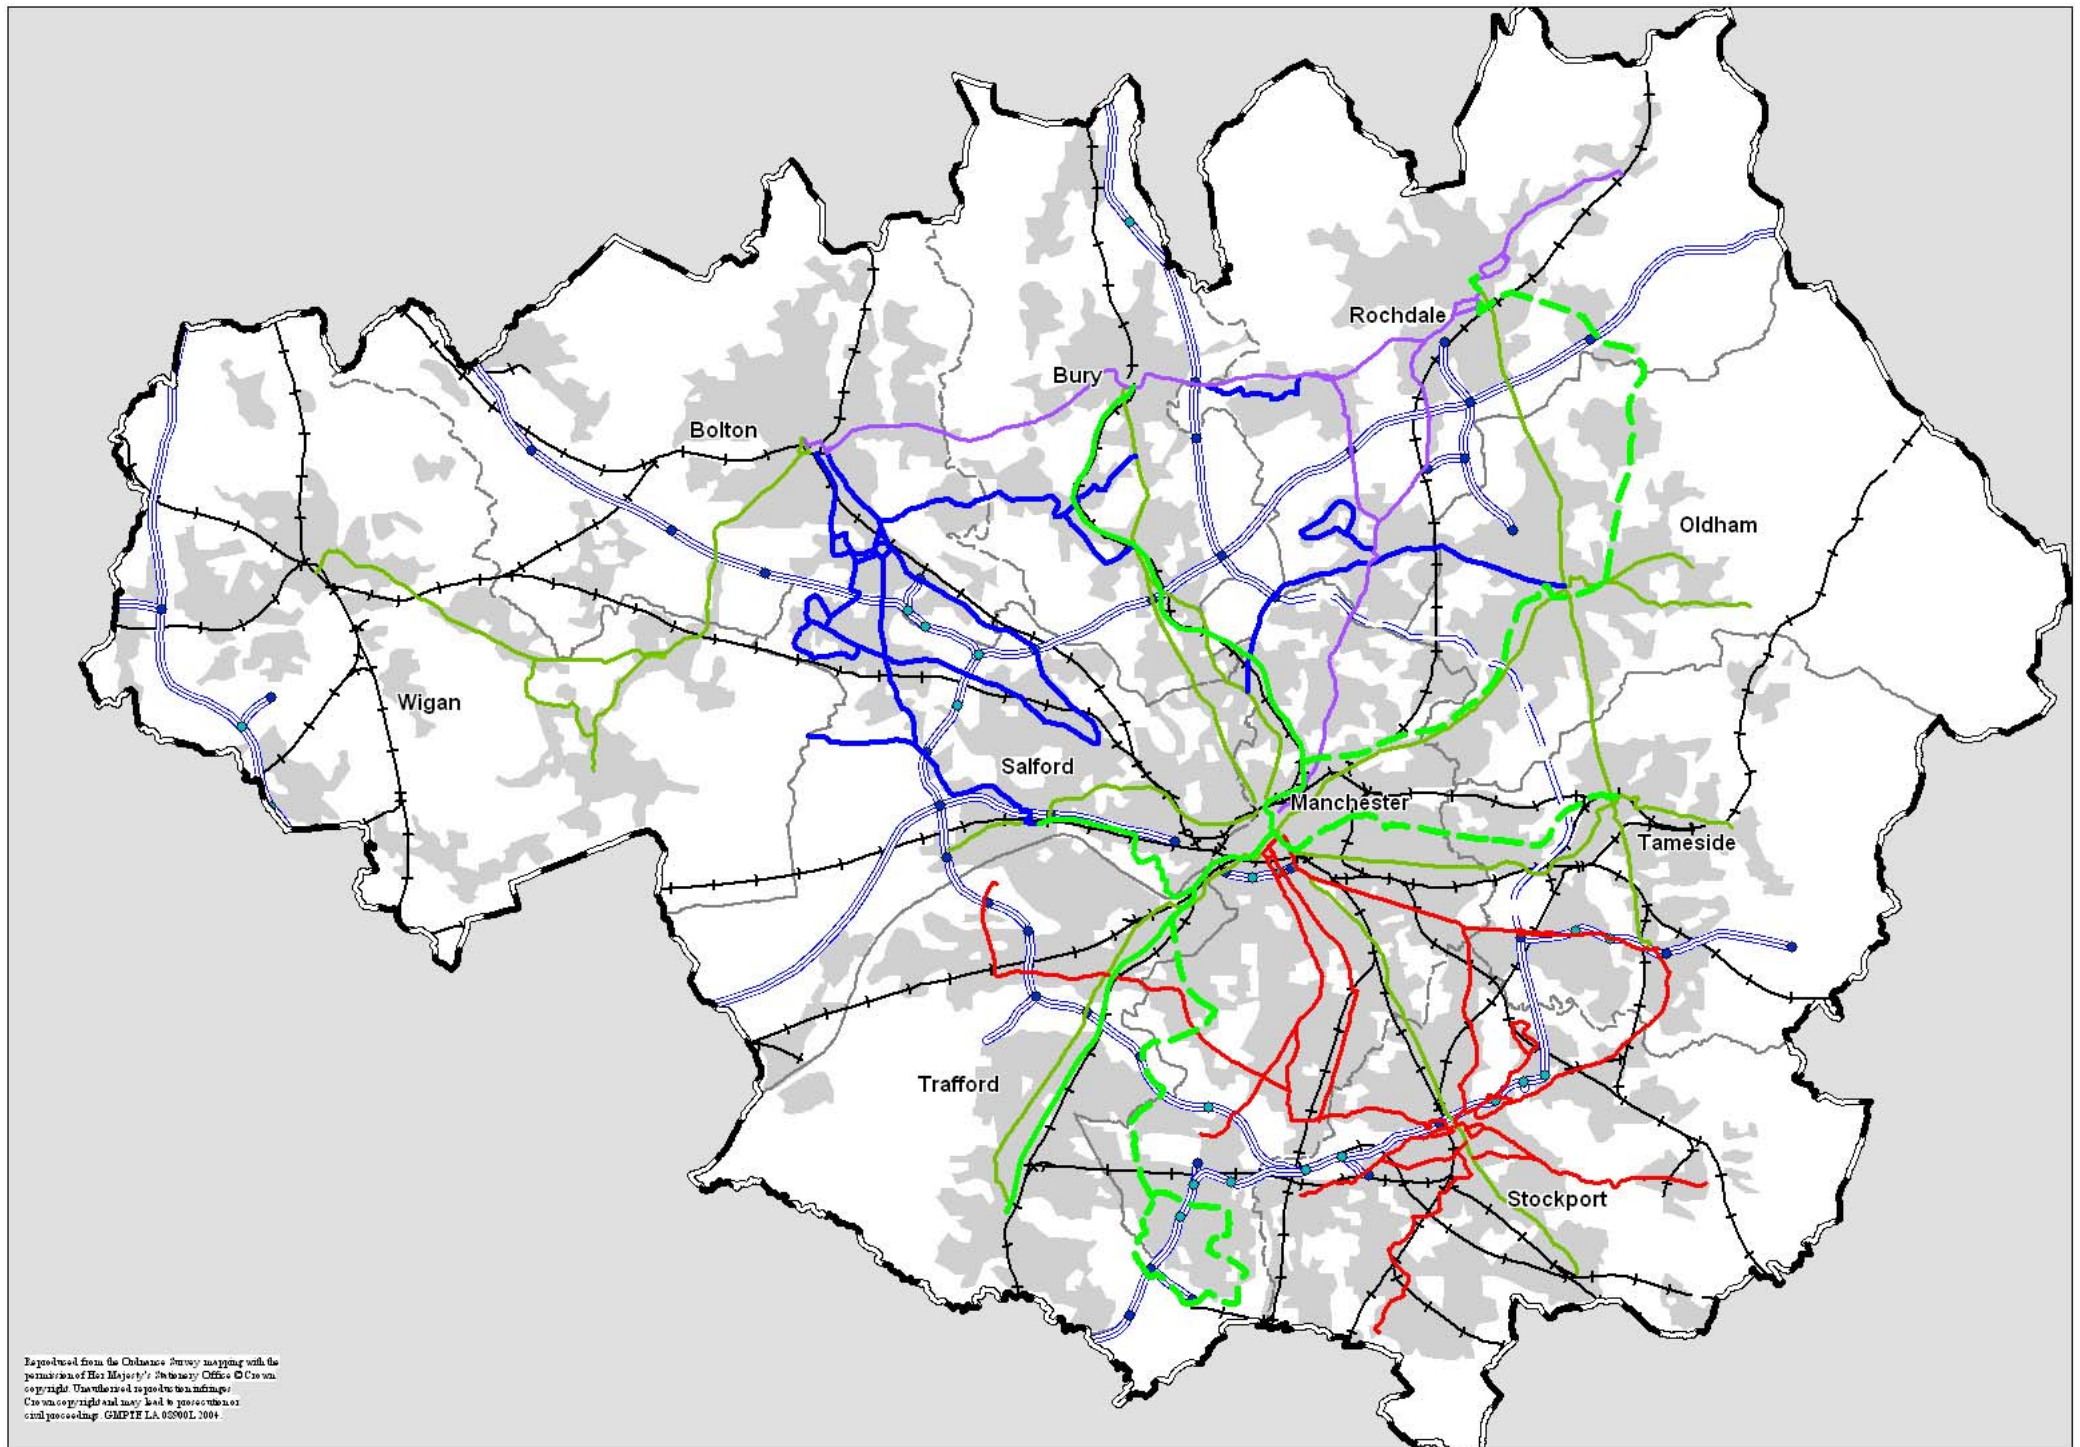 Rochdale
Bury
Bolton
Oldham
Wigan
Salford
Manchester
Tameside
Trafford
Stockport
Reproduced from the Ordnance Survey mapping with the
permission of Her Majesty's Stationery Office © Crown
copyright. Unauthorised reproduction infringes
Crown copyright and may lead to prosecution or
civil proceedings. GMPTE LA 08900L 2004.